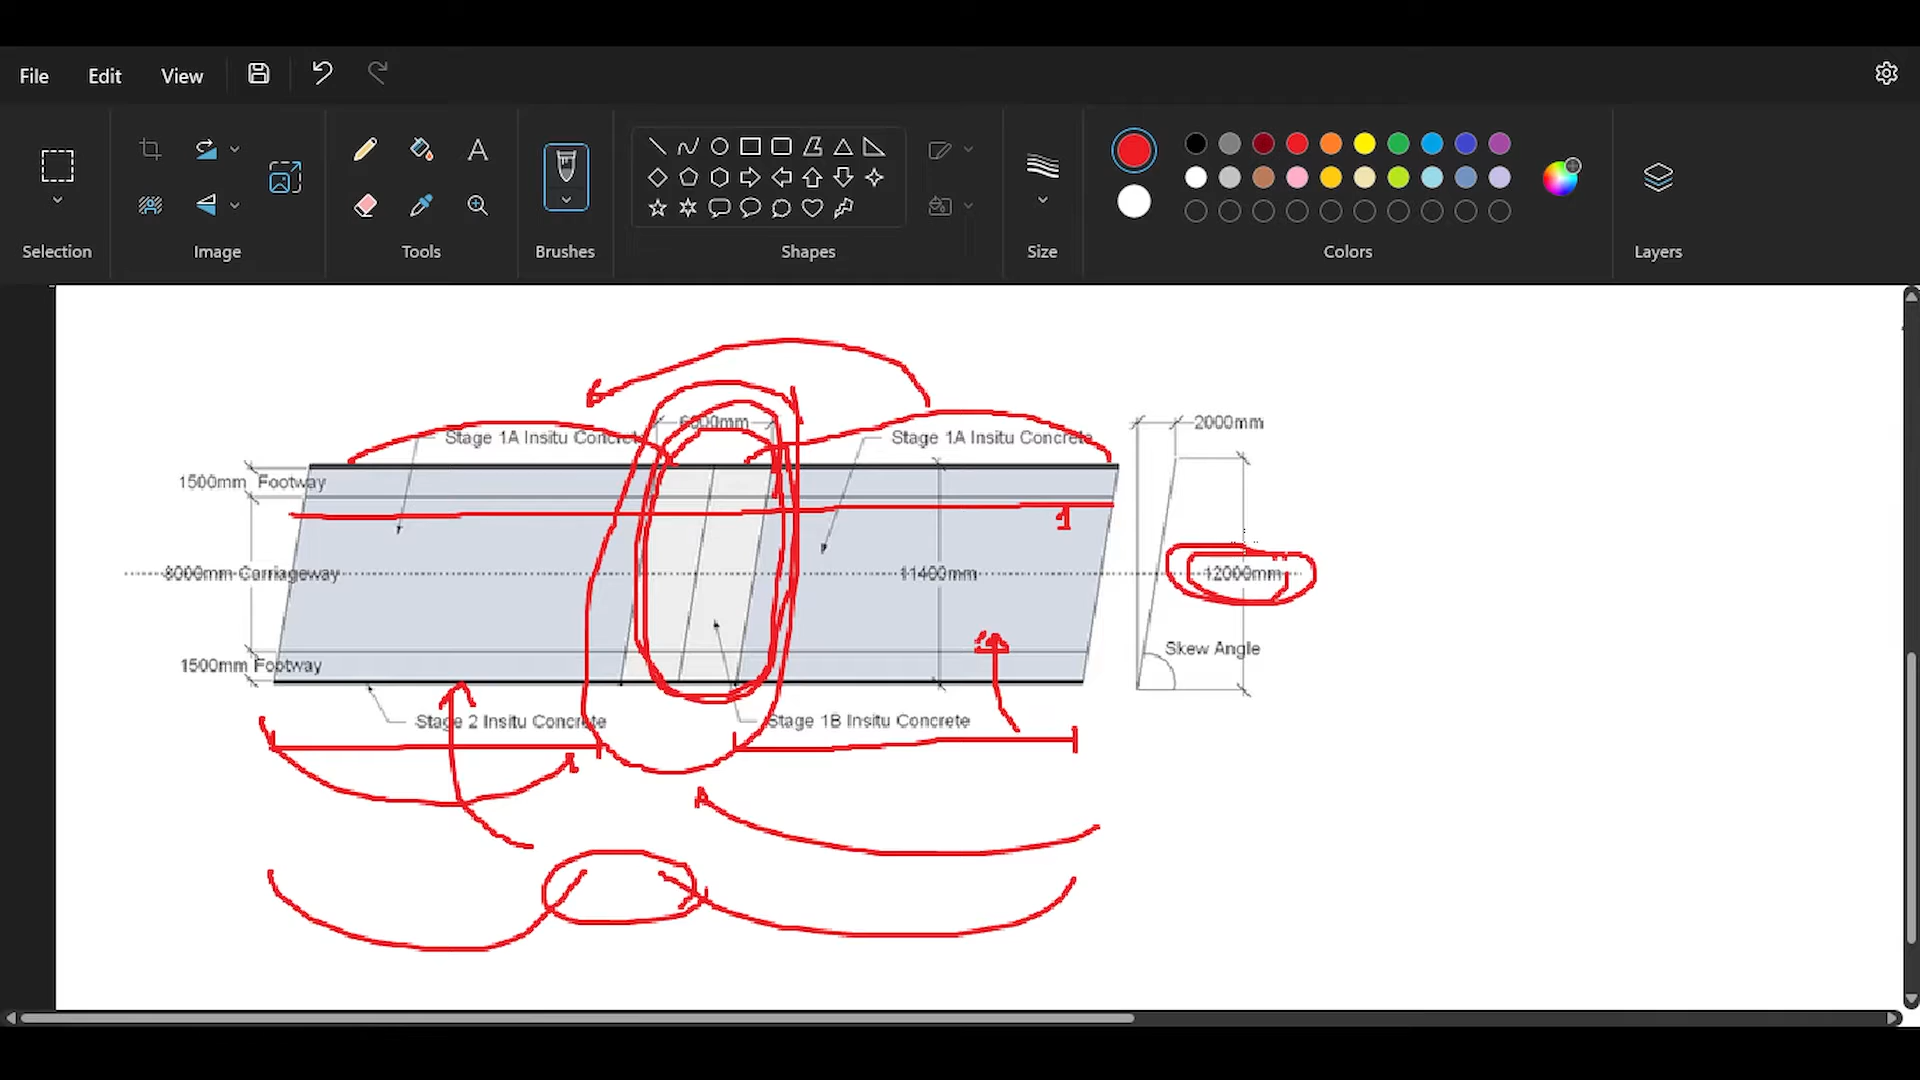 File Edit View
Selection Image Tools Brushes Shapes Size Colors Layers
2000mm
Stage 1A Insitu Concrete Stage 1A Insitu Concrete
1500mm Footway
8000mm Carriageway 11400mm 12000mm
Skew Angle
1500mm Footway
Stage 2 Insitu Concrete Stage 1B Insitu Concrete